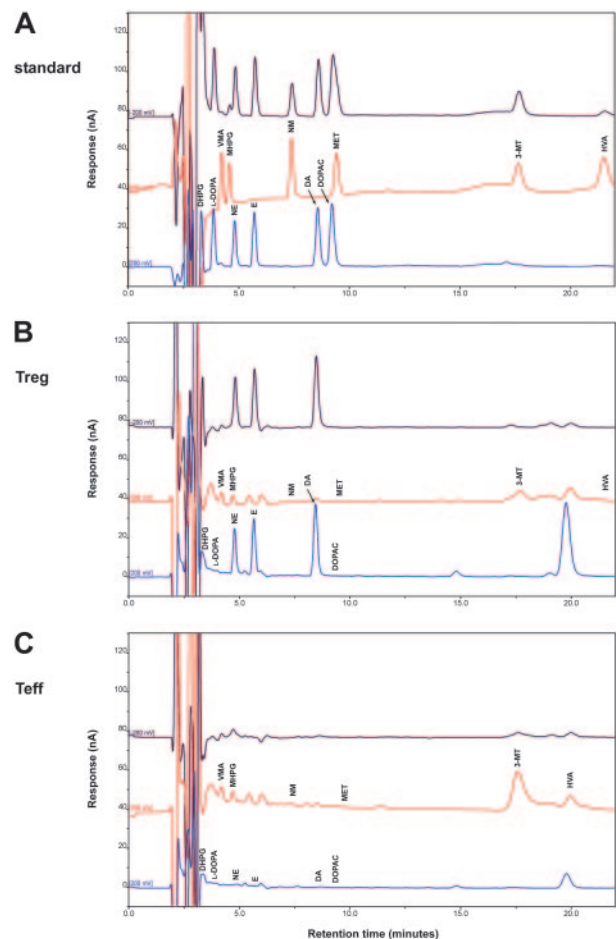 A
standard
Response (nA)
120
100
80
60
40
20
0
DHPG
L-DOPA
VMA
MHPG
NE
E
NM
DA
DOPAC
MET
3-MT
HVA
0.0 5.0 10.0 15.0 20.0
B
Treg
Response (nA)
120
100
80
60
40
20
0
DHPG
L-DOPA
VMA
MHPG
NE
E
NM
DA
DOPAC
MET
3-MT
HVA
0.0 5.0 10.0 15.0 20.0
C
Teff
Response (nA)
120
100
80
60
40
20
0
DHPG
L-DOPA
VMA
MHPG
NE
E
NM
DA
DOPAC
MET
3-MT
HVA
0.0 5.0 10.0 15.0 20.0
Retention time (minutes)